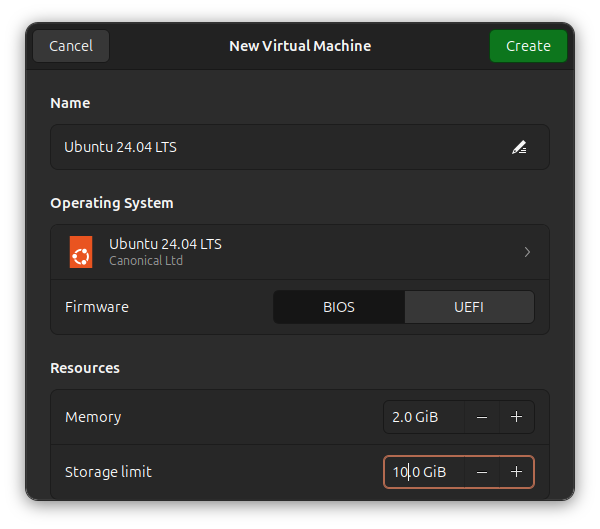 Cancel New Virtual Machine Create
Name
Ubuntu 24.04 LTS
Operating System
Ubuntu 24.04 LTS
Canonical Ltd
Firmware BIOS UEFI
Resources
Memory 2.0 GiB − +
Storage limit 10.0 GiB − +